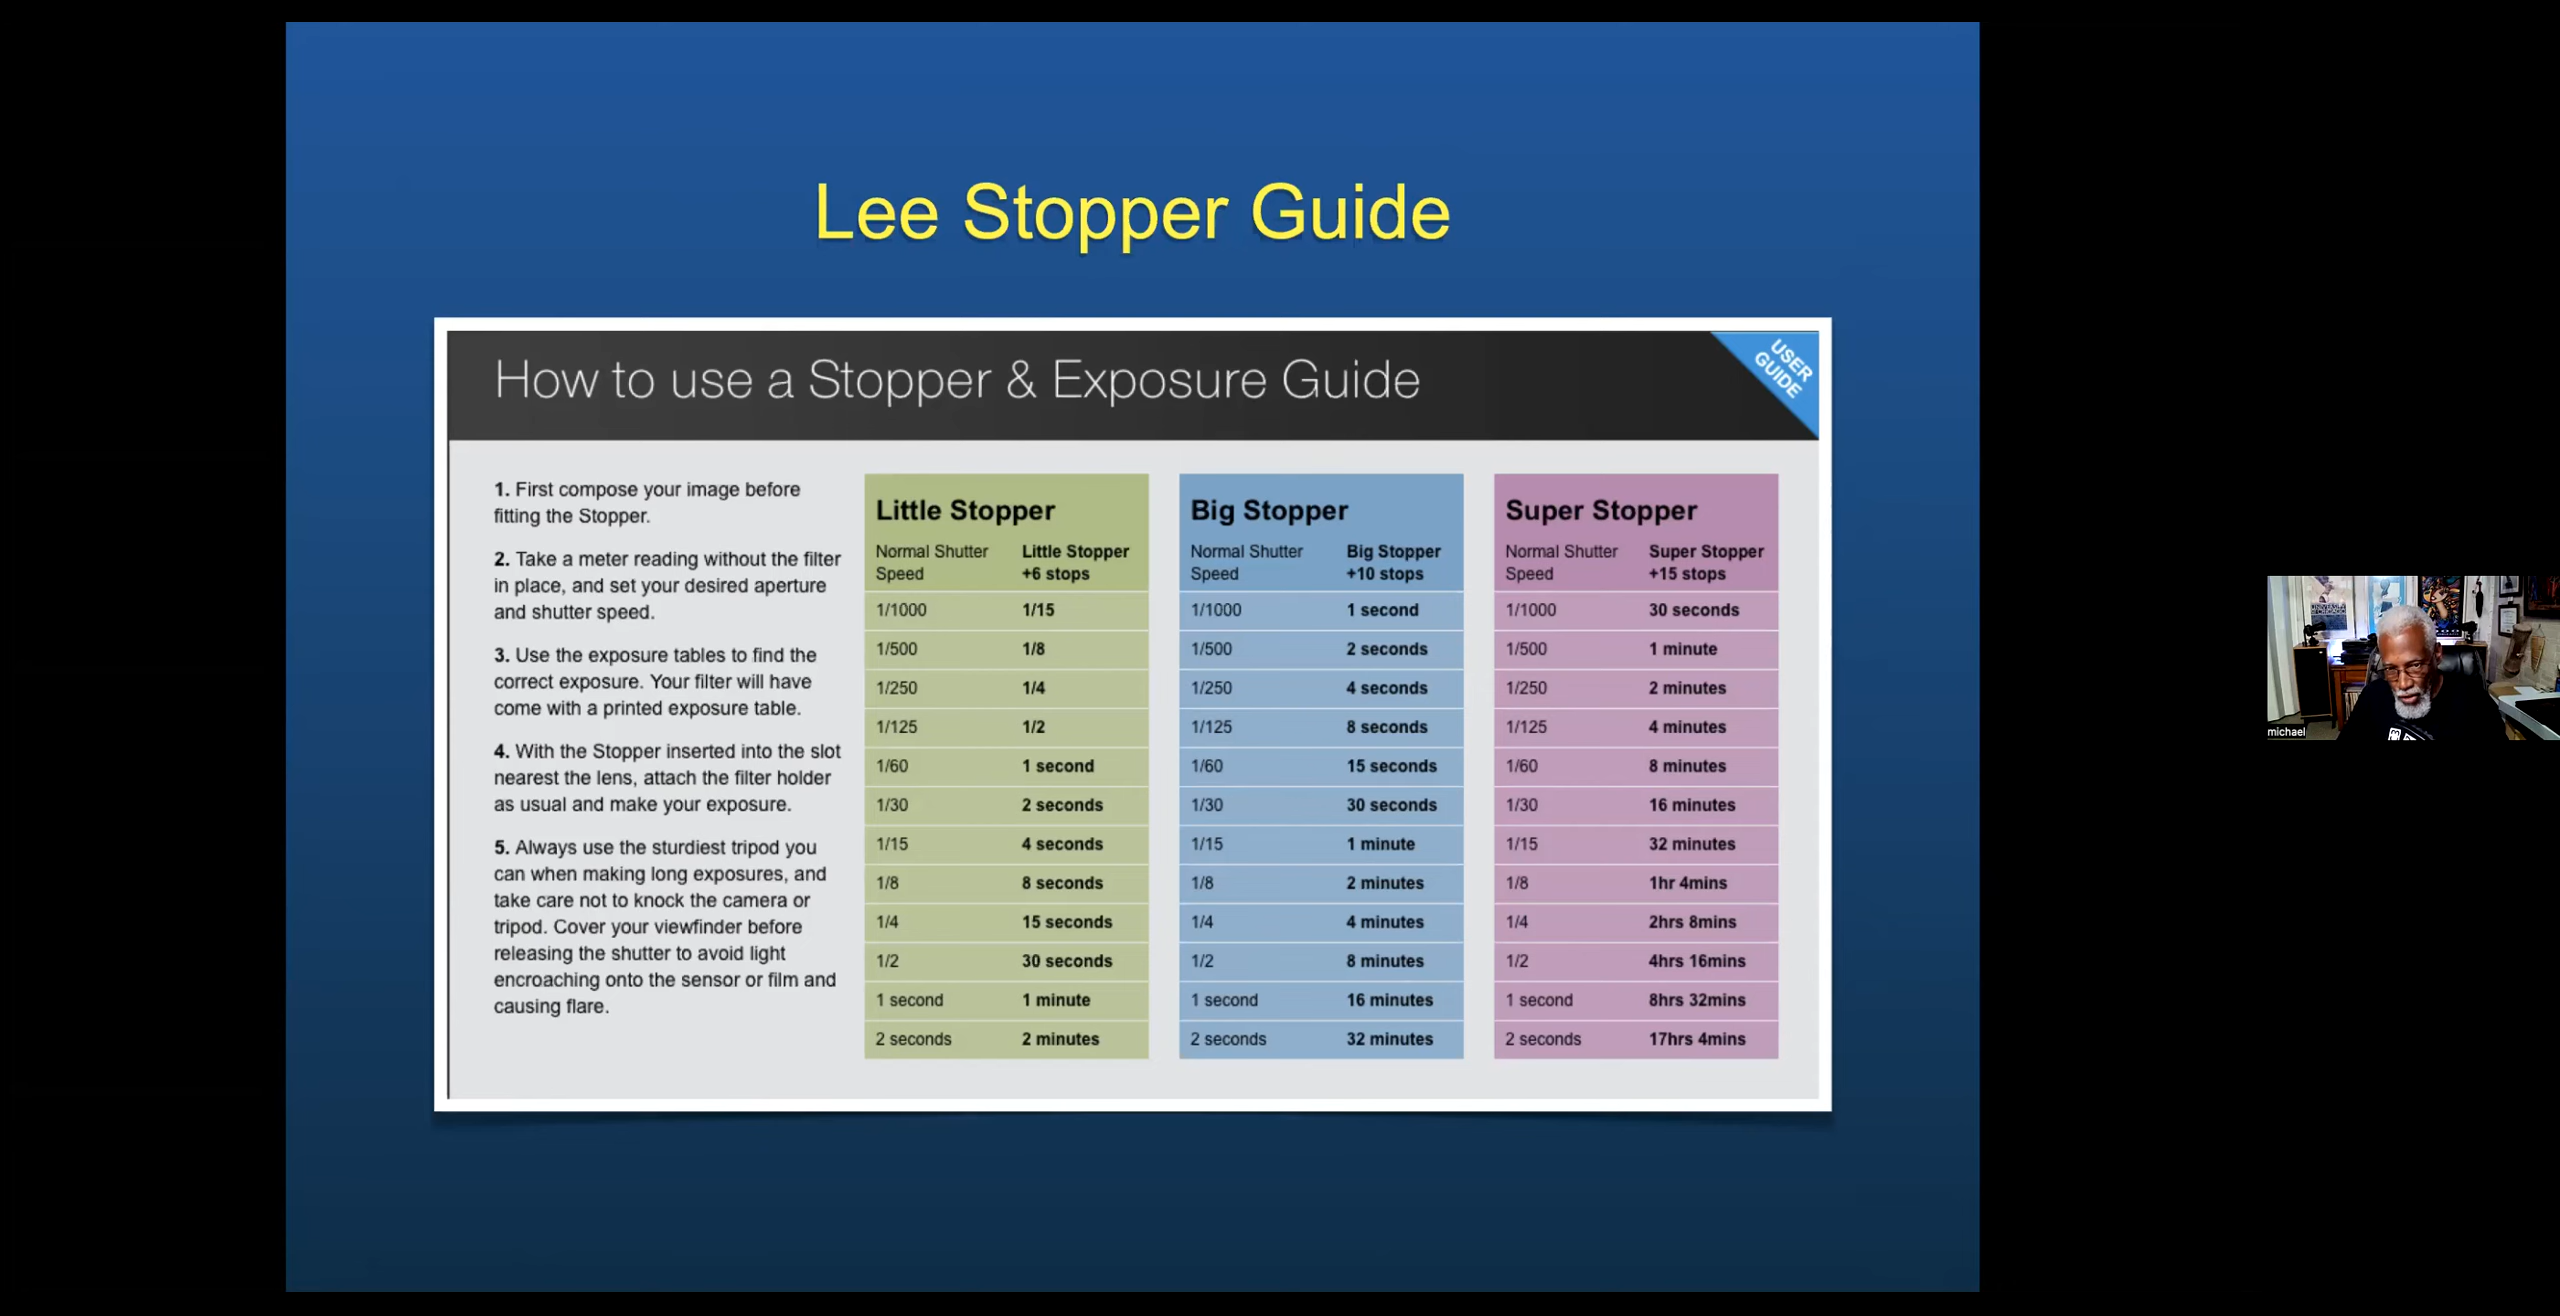 Lee Stopper Guide
How to use a Stopper & Exposure Guide
USER
GUIDE
1. First compose your image before
fitting the Stopper.
2. Take a meter reading without the filter
in place, and set your desired aperture
and shutter speed.
3. Use the exposure tables to find the
correct exposure. Your filter will have
come with a printed exposure table.
4. With the Stopper inserted into the slot
nearest the lens, attach the filter holder
as usual and make your exposure.
5. Always use the sturdiest tripod you
can when making long exposures, and
take care not to knock the camera or
tripod. Cover your viewfinder before
releasing the shutter to avoid light
encroaching onto the sensor or film and
causing flare.
Little Stopper
Normal Shutter Little Stopper
Speed +6 stops
1/1000 1/15
1/500 1/8
1/250 1/4
1/125 1/2
1/60 1 second
1/30 2 seconds
1/15 4 seconds
1/8 8 seconds
1/4 15 seconds
1/2 30 seconds
1 second 1 minute
2 seconds 2 minutes
Big Stopper
Normal Shutter Big Stopper
Speed +10 stops
1/1000 1 second
1/500 2 seconds
1/250 4 seconds
1/125 8 seconds
1/60 15 seconds
1/30 30 seconds
1/15 1 minute
1/8 2 minutes
1/4 4 minutes
1/2 8 minutes
1 second 16 minutes
2 seconds 32 minutes
Super Stopper
Normal Shutter Super Stopper
Speed +15 stops
1/1000 30 seconds
1/500 1 minute
1/250 2 minutes
1/125 4 minutes
1/60 8 minutes
1/30 16 minutes
1/15 32 minutes
1/8 1hr 4mins
1/4 2hrs 8mins
1/2 4hrs 16mins
1 second 8hrs 32mins
2 seconds 17hrs 4mins
michael